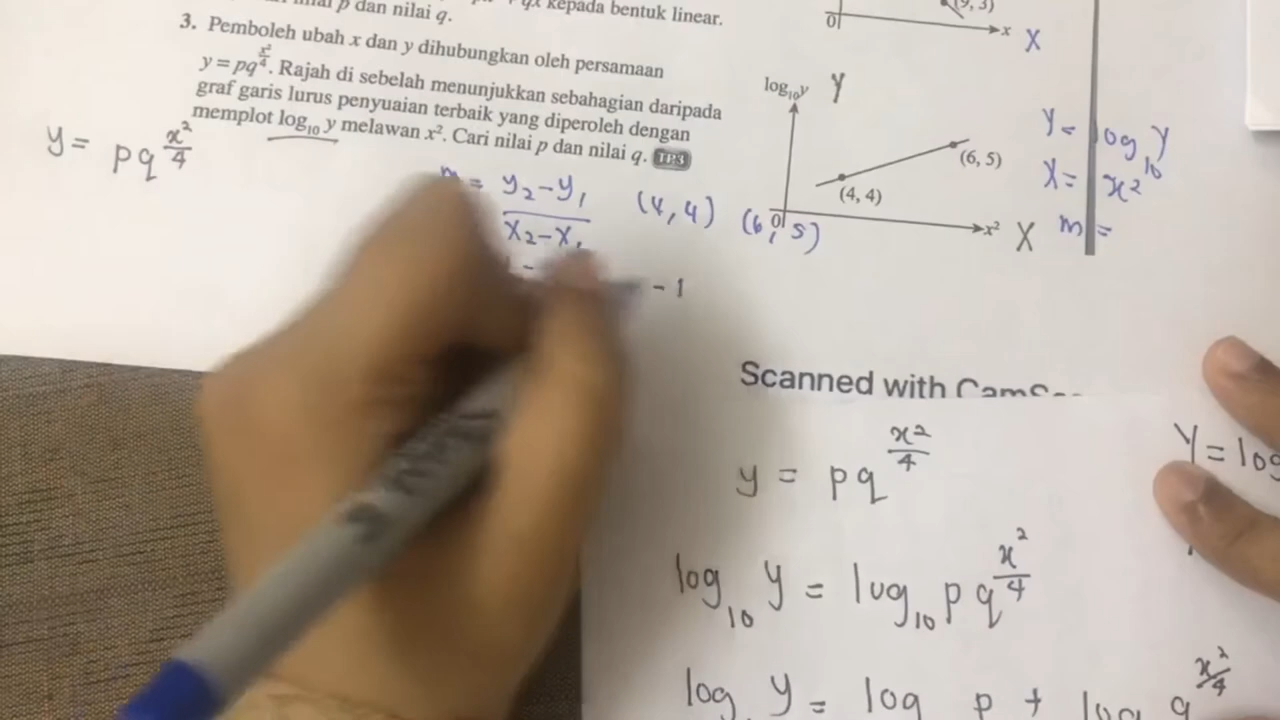 p dan nilai q.
qx kepada bentuk linear.
3. Pemboleh ubah x dan y dihubungkan oleh persamaan
y = pq^(x²/4). Rajah di sebelah menunjukkan sebahagian daripada
graf garis lurus penyuaian terbaik yang diperoleh dengan
memplot log₁₀ y melawan x². Cari nilai p dan nilai q. TP3
y = pq^(x²/4)
m = (y₂ - y₁)/(x₂ - x₁)
(4, 4) (6, 5)
- 1
(9, 3)
0 x X
log₁₀y Y
(6, 5)
(4, 4)
0 x² X
Y = log₁₀ y
X = x²
m =
Scanned with
y = pq^(x²/4)
Y = log
log₁₀ y = log₁₀ pq^(x²/4)
log y = log p + log q^(x²/4)